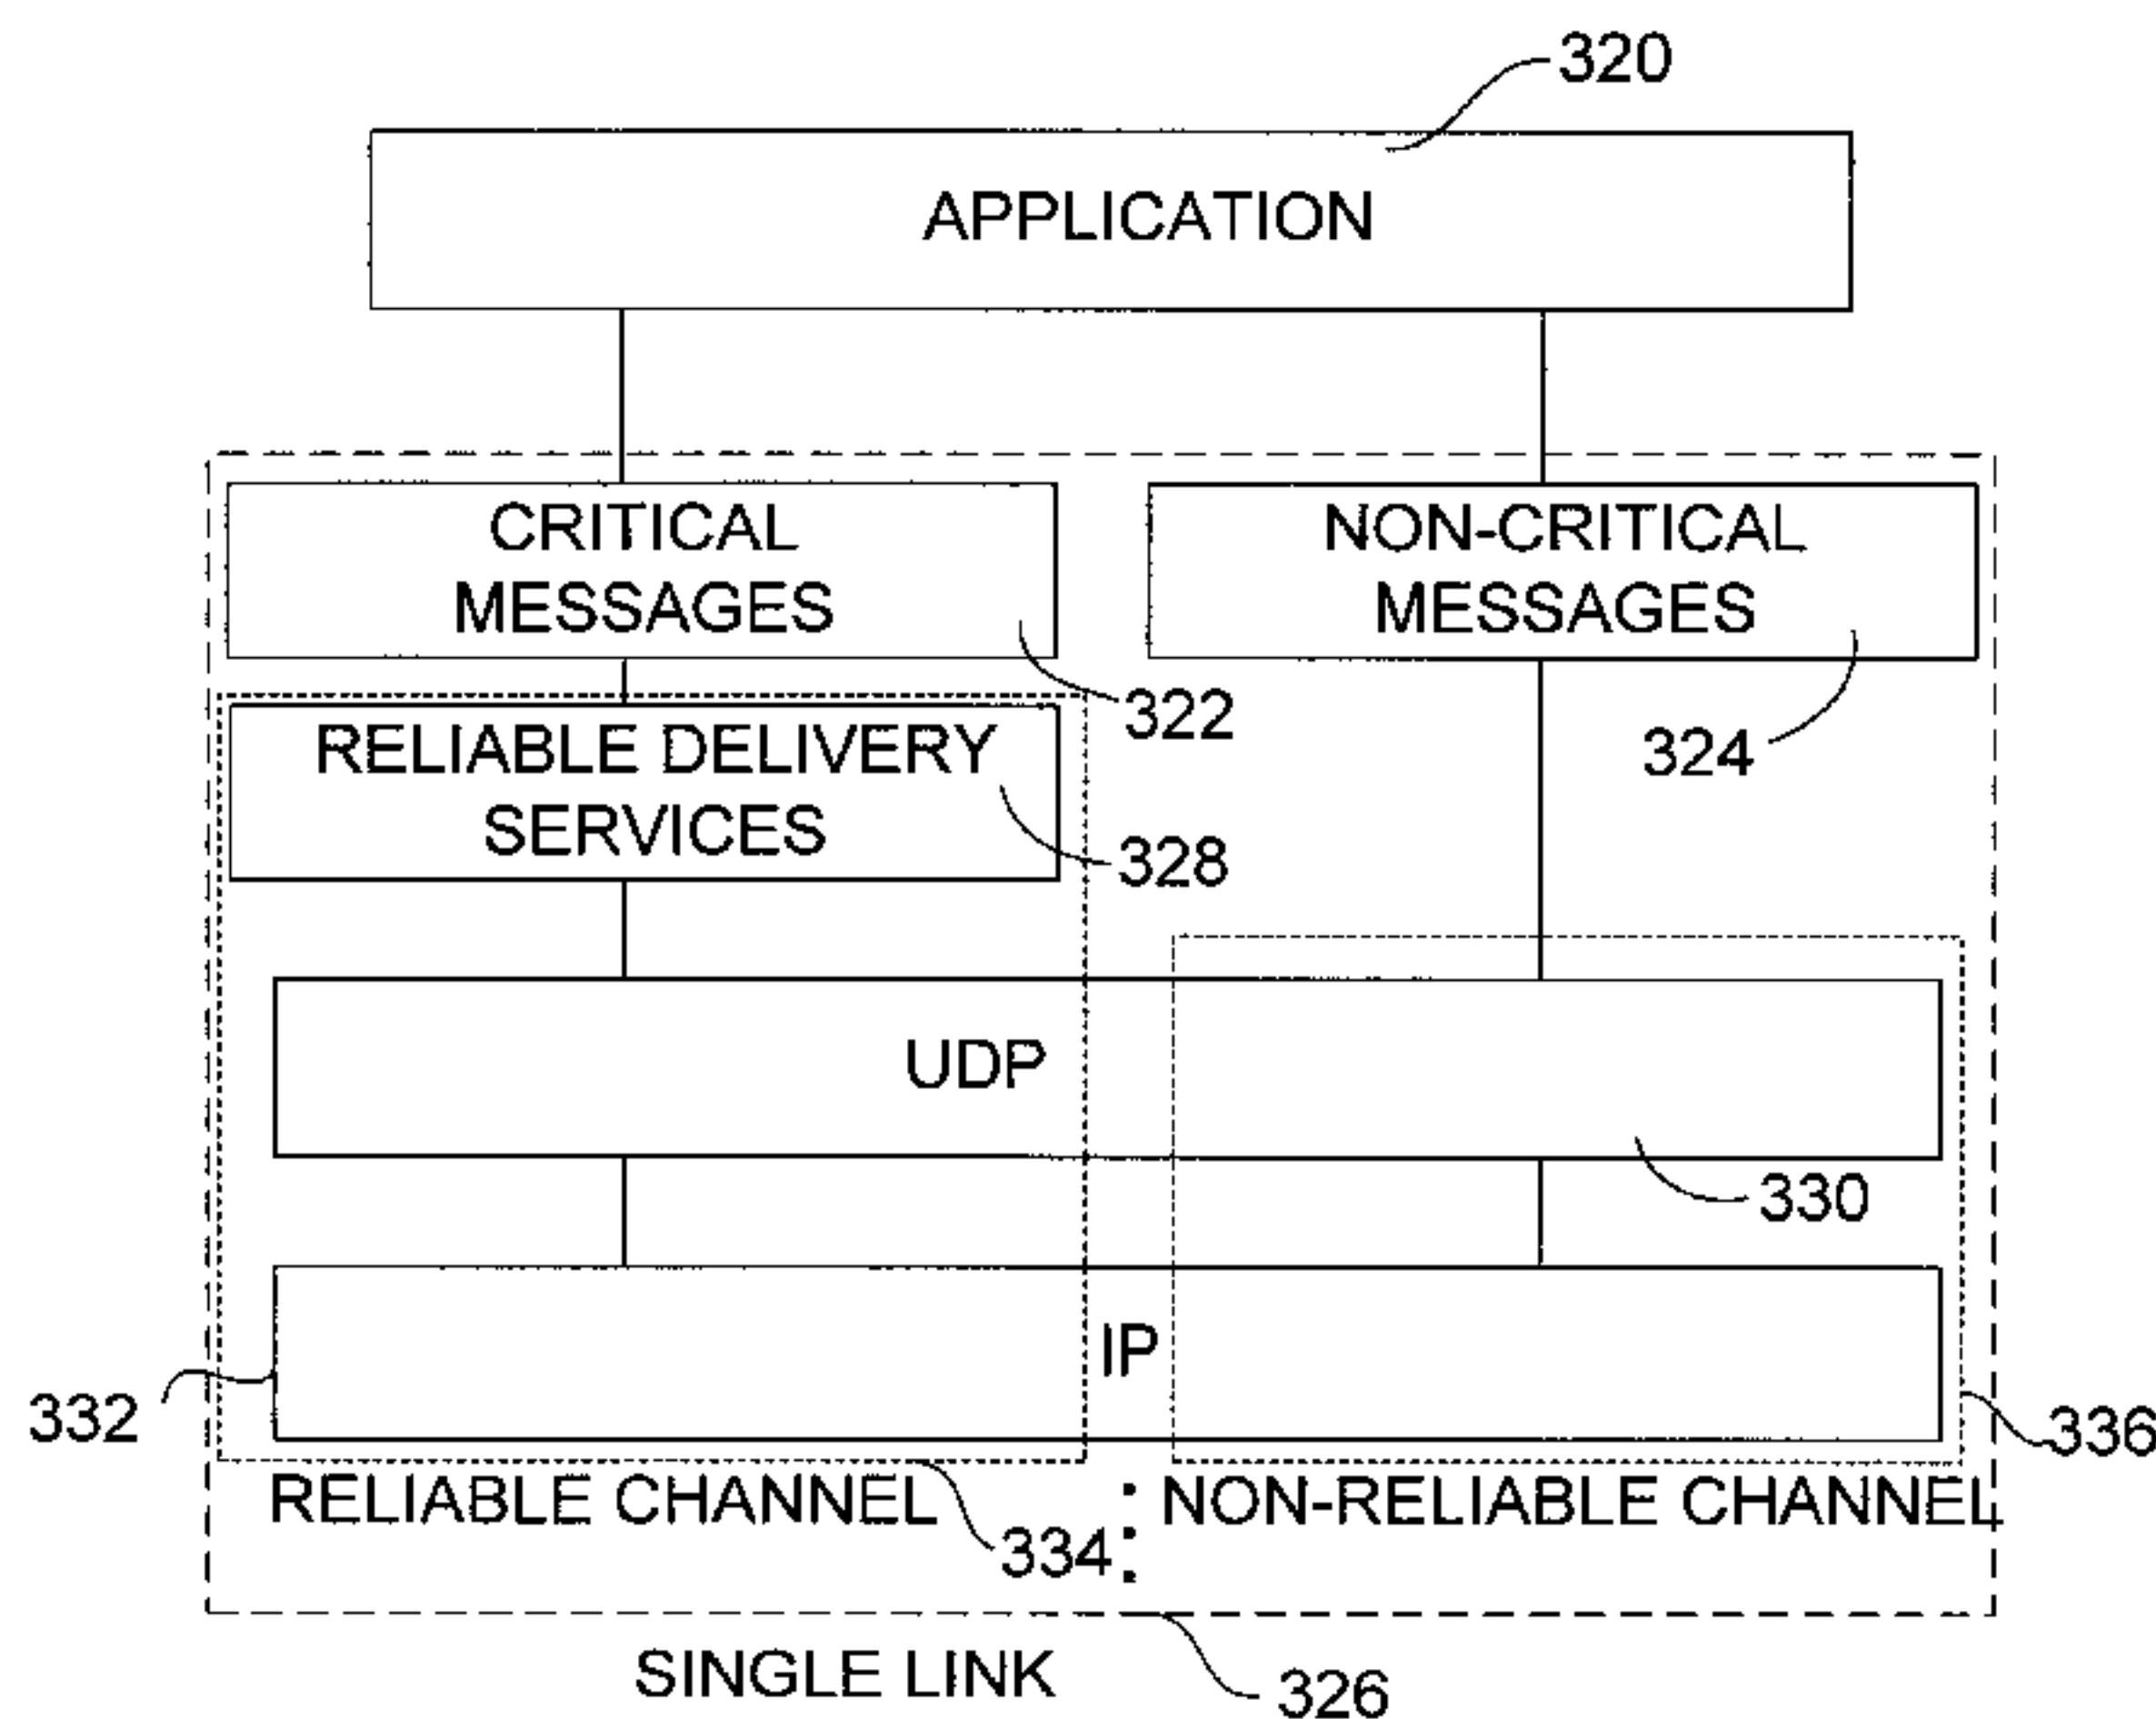 320
APPLICATION
CRITICAL
MESSAGES
NON-CRITICAL
MESSAGES
322
324
RELIABLE DELIVERY
SERVICES
328
UDP
330
IP
332
336
RELIABLE CHANNEL
NON-RELIABLE CHANNEL
334
SINGLE LINK
326